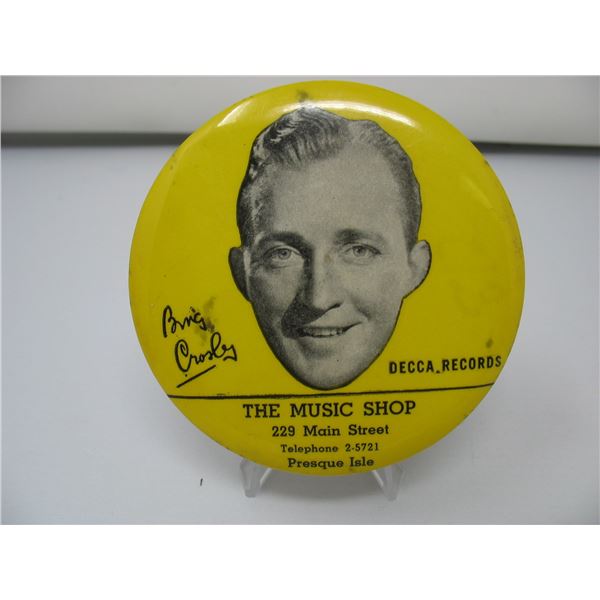 Bing
Crosby
DECCA RECORDS
THE MUSIC SHOP
229 Main Street
Telephone 2-5721
Presque Isle